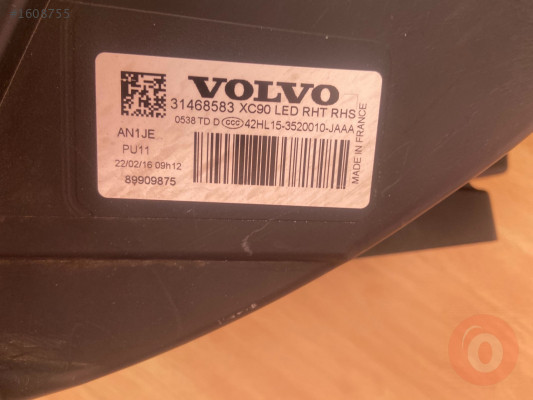 #1608755
VOLVO
31468583 XC90 LED RHT RHS
0538 TD D CCC 42HL15-3520010-JAAA
AN1JE
PU11
22/02/16 09h12
89909875
MADE IN FRANCE